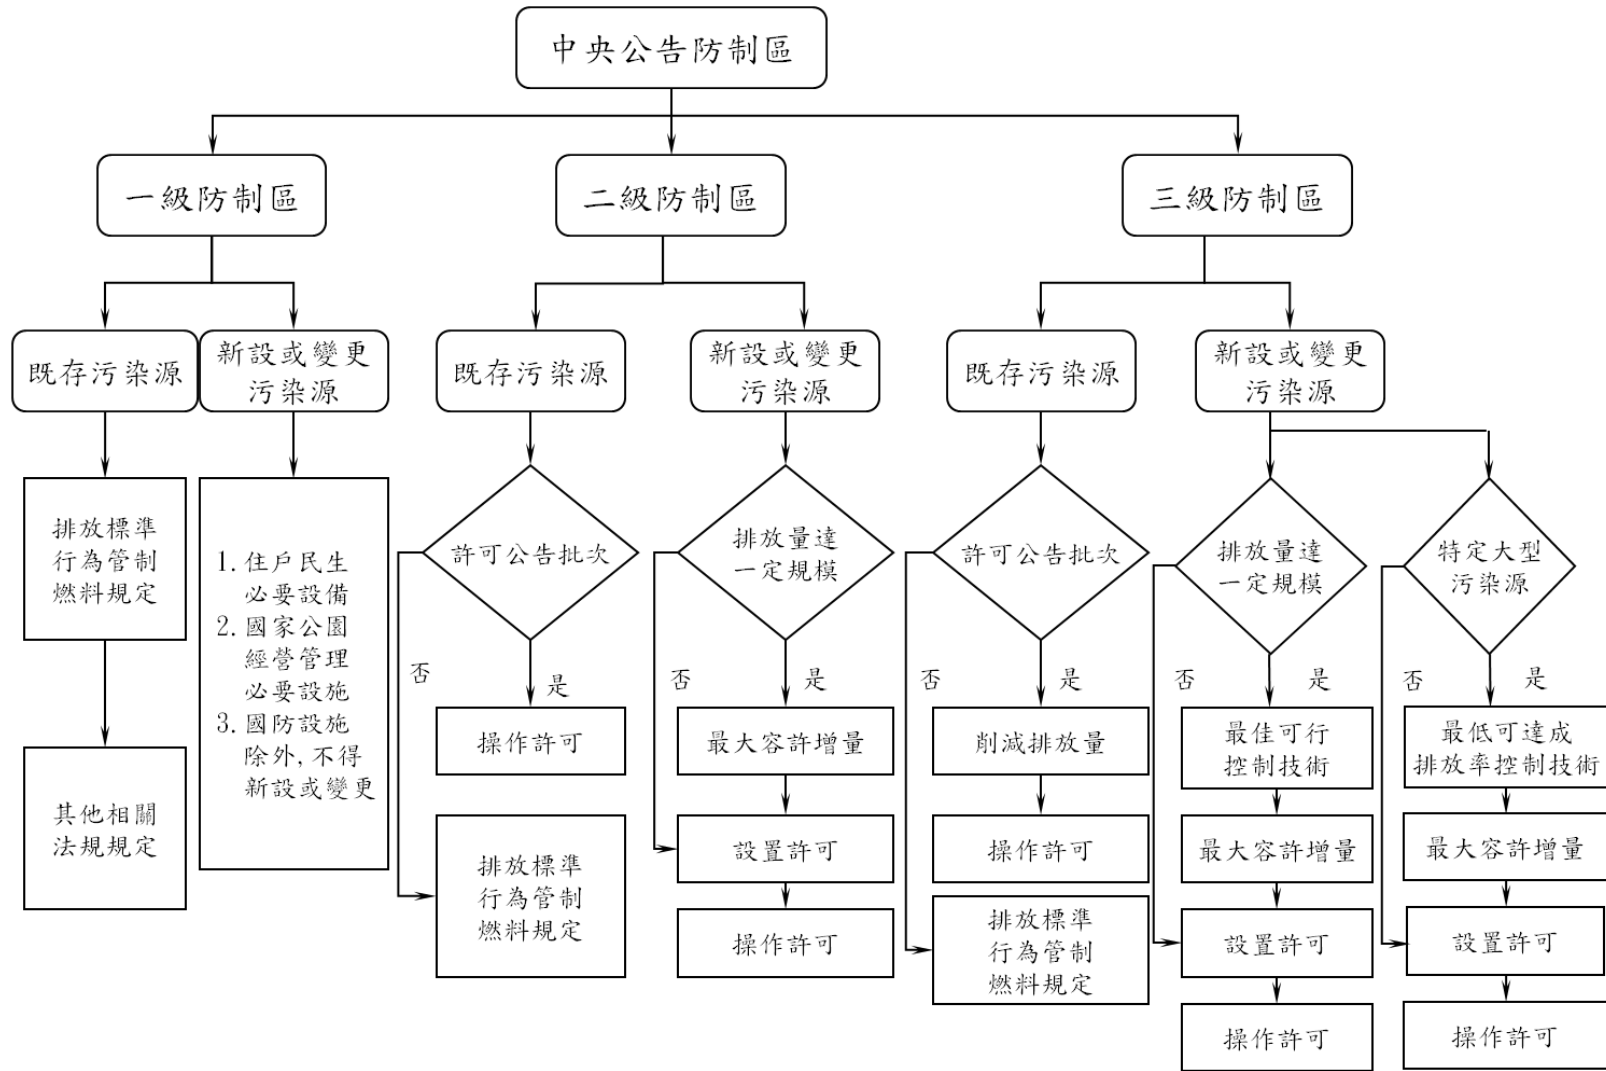 中央公告防制區
一級防制區
二級防制區
三級防制區
既存污染源
新設或變更
污染源
既存污染源
新設或變更
污染源
既存污染源
新設或變更
污染源
排放標準
行為管制
燃料規定
其他相關
法規規定
1. 住戶民生
必要設備
2. 國家公園
經營管理
必要設施
3. 國防設施
除外, 不得
新設或變更
許可公告批次
否
是
操作許可
排放標準
行為管制
燃料規定
排放量達
一定規模
否
是
最大容許增量
設置許可
操作許可
許可公告批次
否
是
削減排放量
操作許可
排放標準
行為管制
燃料規定
排放量達
一定規模
否
是
最佳可行
控制技術
最大容許增量
設置許可
操作許可
特定大型
污染源
否
是
最低可達成
排放率控制技術
最大容許增量
設置許可
操作許可